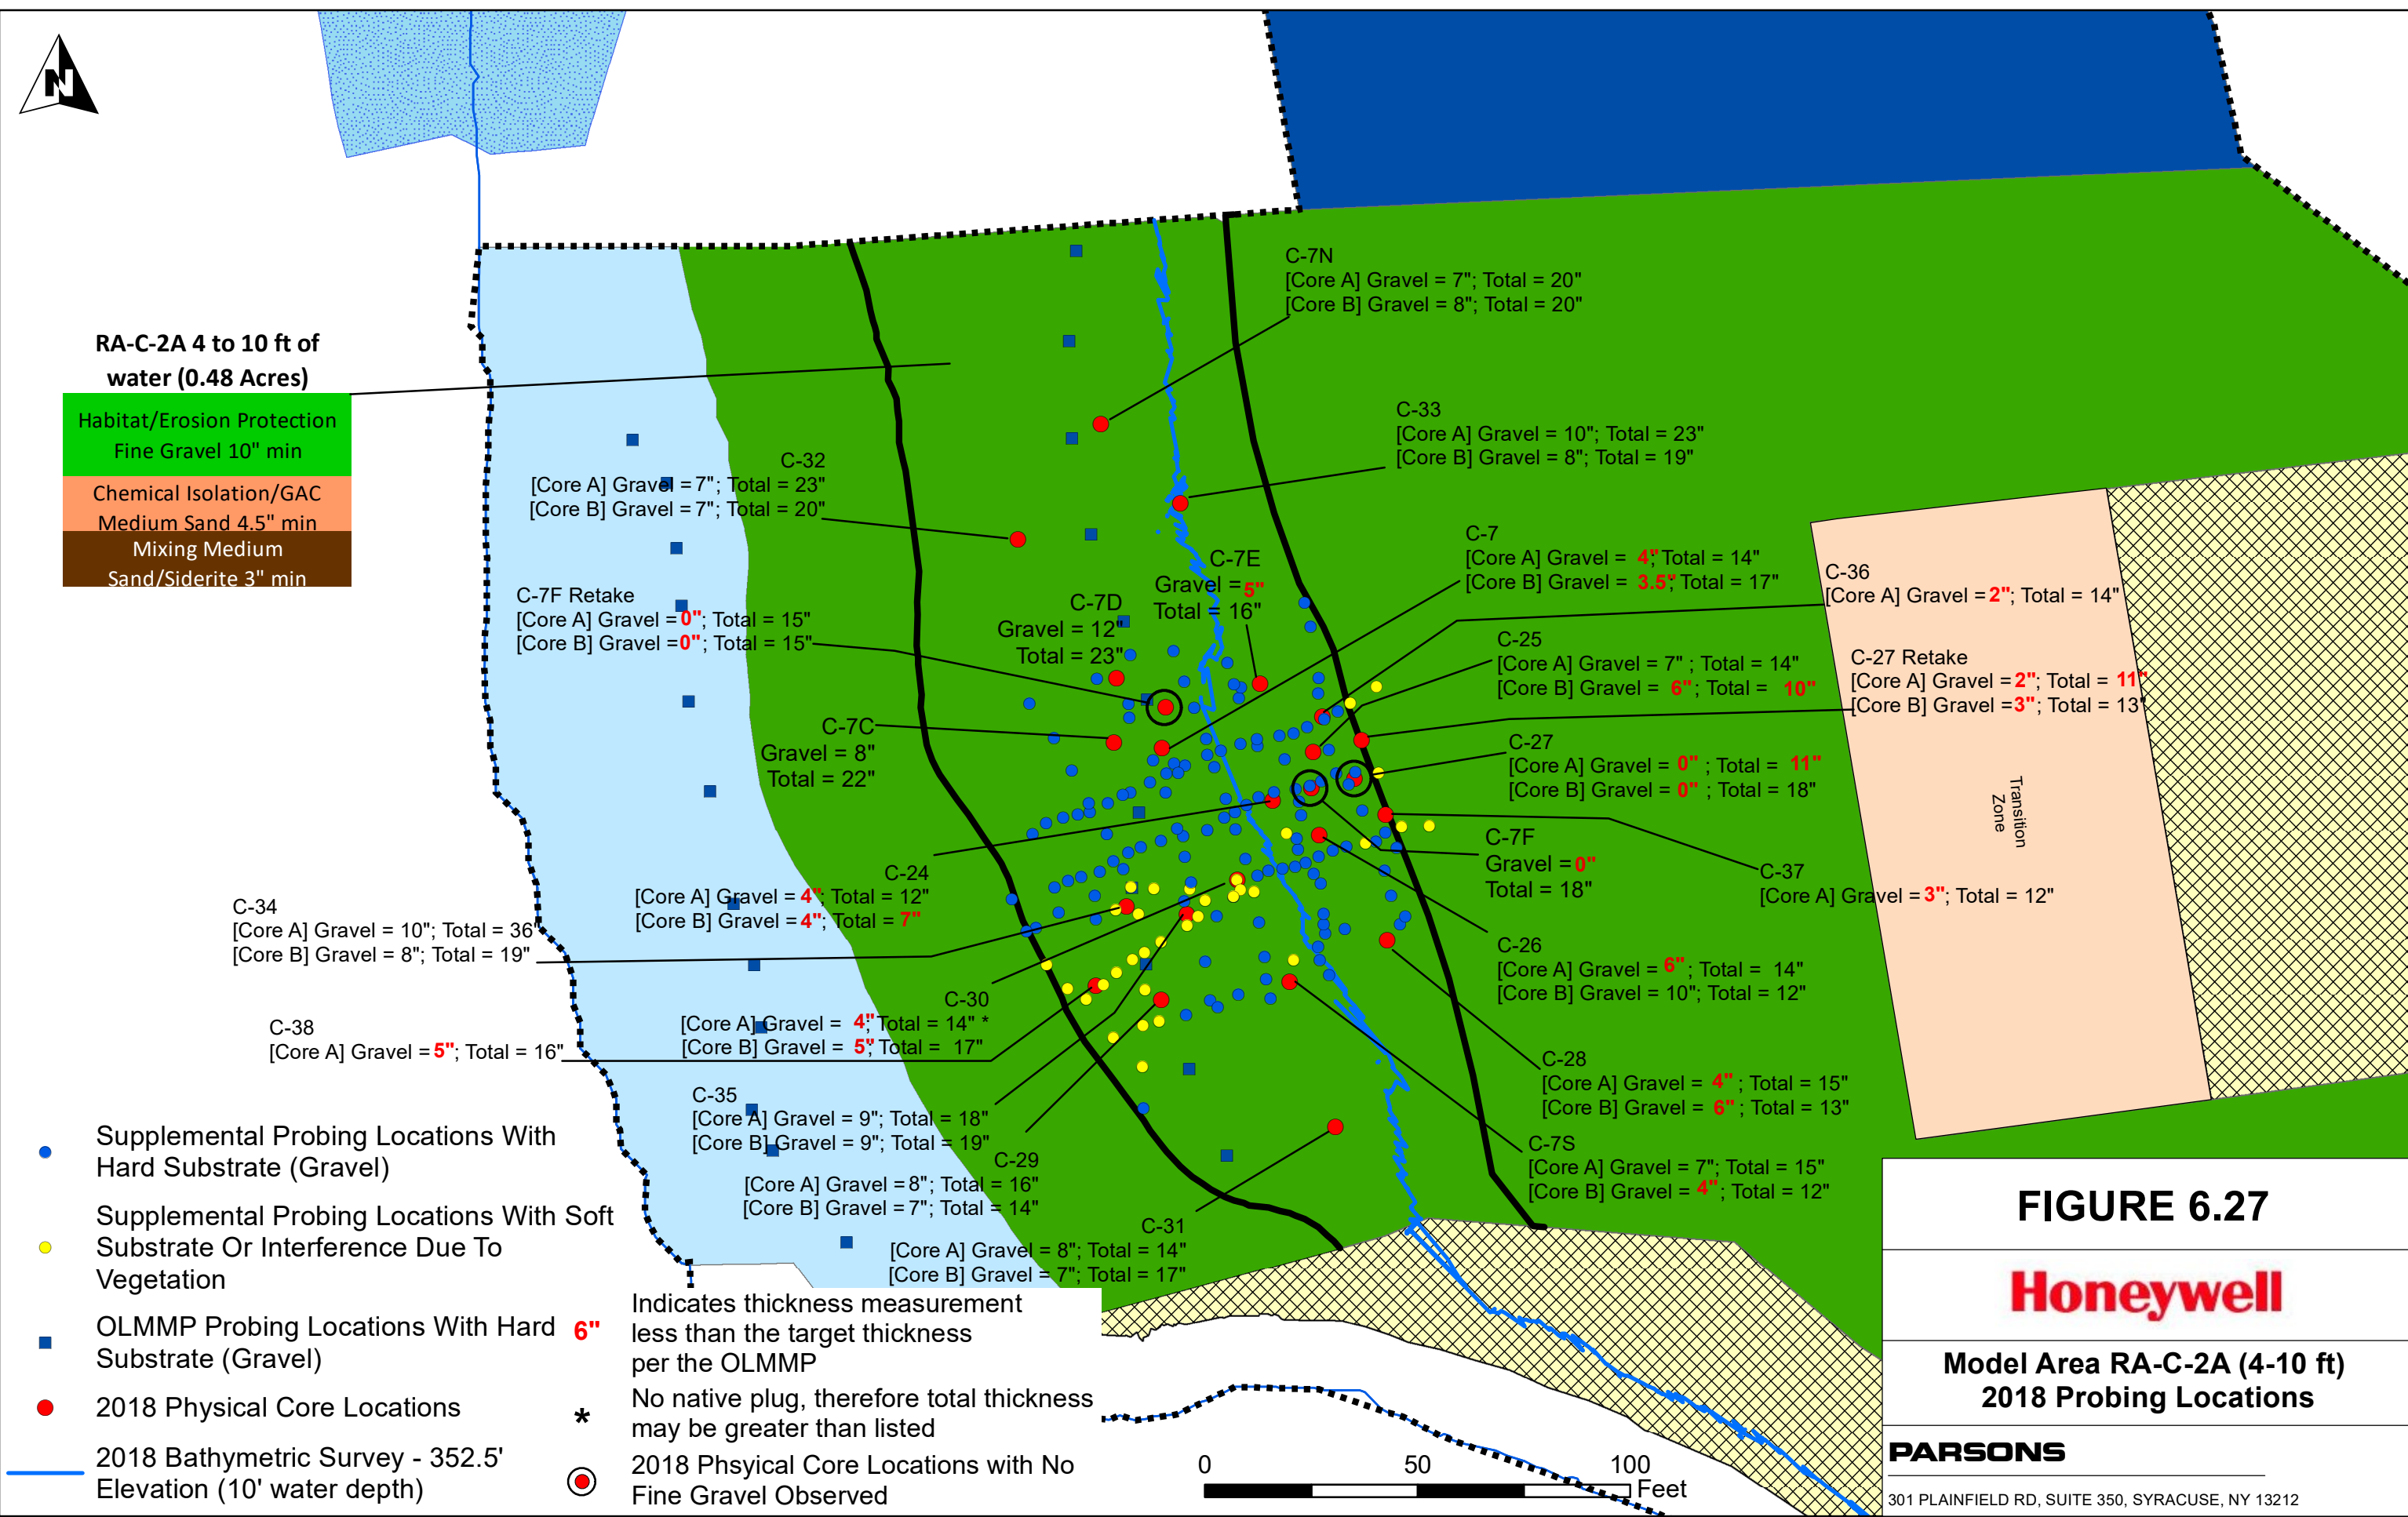 N
RA-C-2A 4 to 10 ft of
water (0.48 Acres)
Habitat/Erosion Protection
Fine Gravel 10" min
Chemical Isolation/GAC
Medium Sand 4.5" min
Mixing Medium
Sand/Siderite 3" min
C-7N
[Core A] Gravel = 7"; Total = 20"
[Core B] Gravel = 8"; Total = 20"
C-33
[Core A] Gravel = 10"; Total = 23"
[Core B] Gravel = 8"; Total = 19"
C-32
[Core A] Gravel = 7"; Total = 23"
[Core B] Gravel = 7"; Total = 20"
C-7
[Core A] Gravel = 4"; Total = 14"
[Core B] Gravel = 3.5"; Total = 17"
C-7E
Gravel = 5"
Total = 16"
C-36
[Core A] Gravel = 2"; Total = 14"
C-7F Retake
[Core A] Gravel = 0"; Total = 15"
[Core B] Gravel = 0"; Total = 15"
C-7D
Gravel = 12"
Total = 23"
C-25
[Core A] Gravel = 7" ; Total = 14"
[Core B] Gravel = 6"; Total = 10"
C-27 Retake
[Core A] Gravel = 2"; Total = 11"
[Core B] Gravel = 3"; Total = 13"
C-7C
Gravel = 8"
Total = 22"
C-27
[Core A] Gravel = 0" ; Total = 11"
[Core B] Gravel = 0" ; Total = 18"
Transition
Zone
C-7F
Gravel = 0"
Total = 18"
C-24
[Core A] Gravel = 4"; Total = 12"
[Core B] Gravel = 4"; Total = 7"
C-37
[Core A] Gravel = 3"; Total = 12"
C-34
[Core A] Gravel = 10"; Total = 36"
[Core B] Gravel = 8"; Total = 19"
C-26
[Core A] Gravel = 6"; Total = 14"
[Core B] Gravel = 10"; Total = 12"
C-30
[Core A] Gravel = 4"; Total = 14" *
[Core B] Gravel = 5"; Total = 17"
C-38
[Core A] Gravel = 5"; Total = 16"
C-28
[Core A] Gravel = 4" ; Total = 15"
[Core B] Gravel = 6" ; Total = 13"
C-35
[Core A] Gravel = 9"; Total = 18"
[Core B] Gravel = 9"; Total = 19"
C-7S
[Core A] Gravel = 7"; Total = 15"
[Core B] Gravel = 4"; Total = 12"
C-29
[Core A] Gravel = 8"; Total = 16"
[Core B] Gravel = 7"; Total = 14"
C-31
[Core A] Gravel = 8"; Total = 14"
[Core B] Gravel = 7"; Total = 17"
Supplemental Probing Locations With
Hard Substrate (Gravel)
Supplemental Probing Locations With Soft
Substrate Or Interference Due To
Vegetation
OLMMP Probing Locations With Hard
Substrate (Gravel)
2018 Physical Core Locations
2018 Bathymetric Survey - 352.5'
Elevation (10' water depth)
6"
Indicates thickness measurement
less than the target thickness
per the OLMMP
*
No native plug, therefore total thickness
may be greater than listed
2018 Phsyical Core Locations with No
Fine Gravel Observed
0 50 100
Feet
FIGURE 6.27
Honeywell
Model Area RA-C-2A (4-10 ft)
2018 Probing Locations
PARSONS
301 PLAINFIELD RD, SUITE 350, SYRACUSE, NY 13212